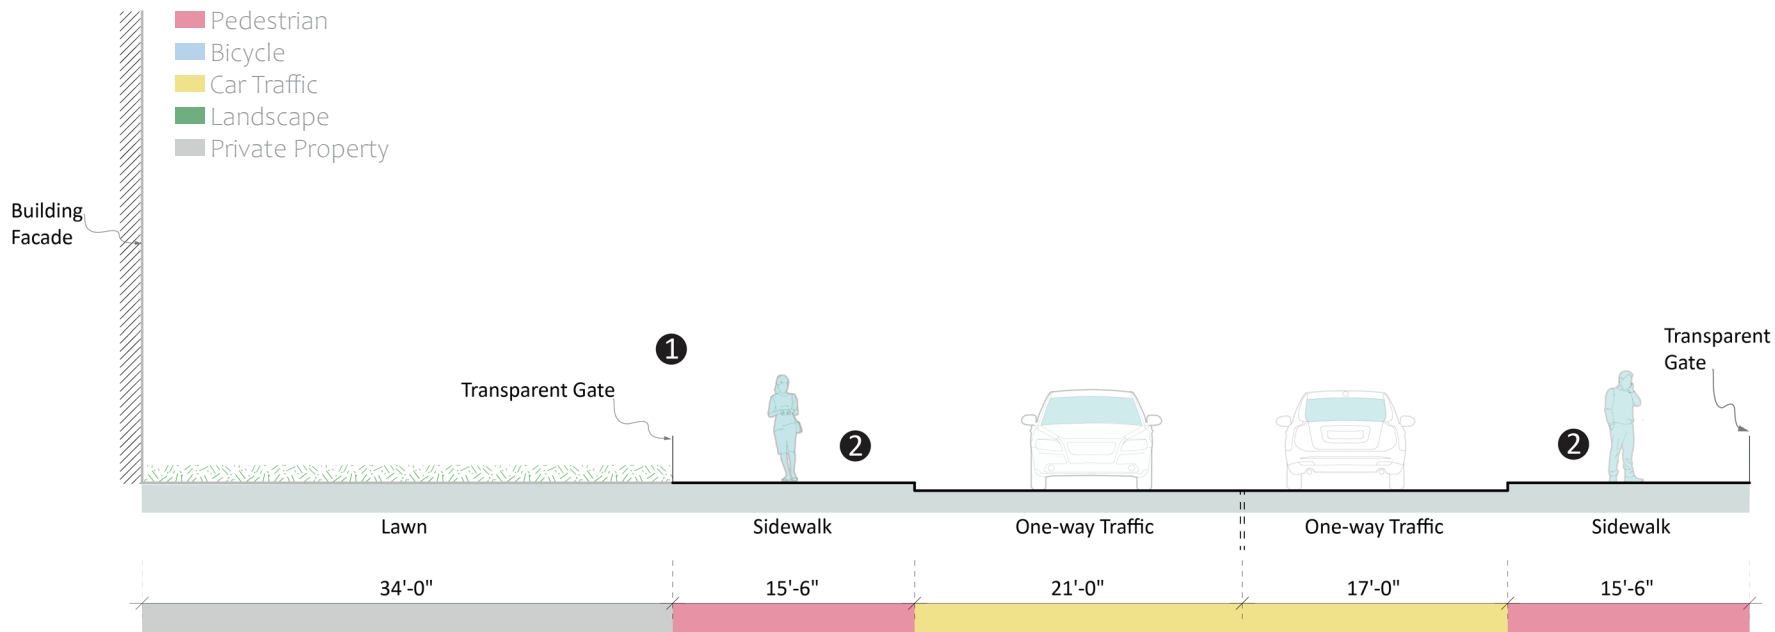 Pedestrian
Bicycle
Car Traffic
Landscape
Private Property
Building
Facade
1
Transparent Gate
2
2
Transparent
Gate
Lawn
Sidewalk
One-way Traffic
One-way Traffic
Sidewalk
34'-0"
15'-6"
21'-0"
17'-0"
15'-6"